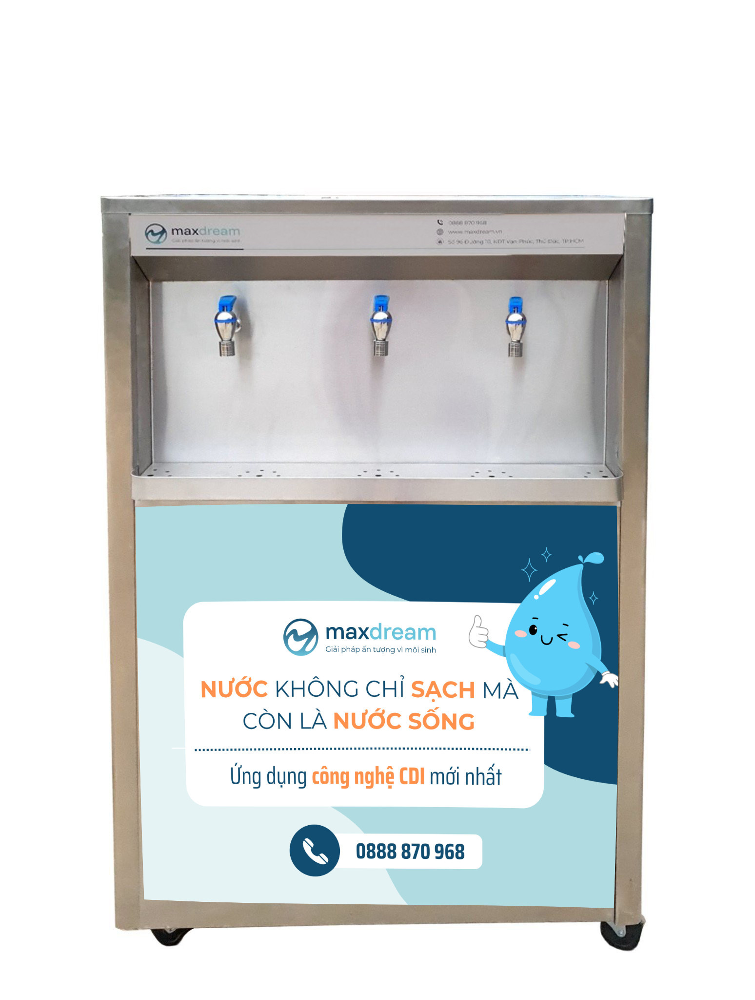 maxdream
Giải pháp ấn tượng vì môi sinh
0888 870 968
www.maxdream.vn
Số 96 Đường 10, KDT Vạn Phúc, Thủ Đức, TP.HCM
maxdream
Giải pháp ấn tượng vì môi sinh
NƯỚC KHÔNG CHỈ SẠCH MÀ
CÒN LÀ NƯỚC SỐNG
Ứng dụng công nghệ CDI mới nhất
0888 870 968